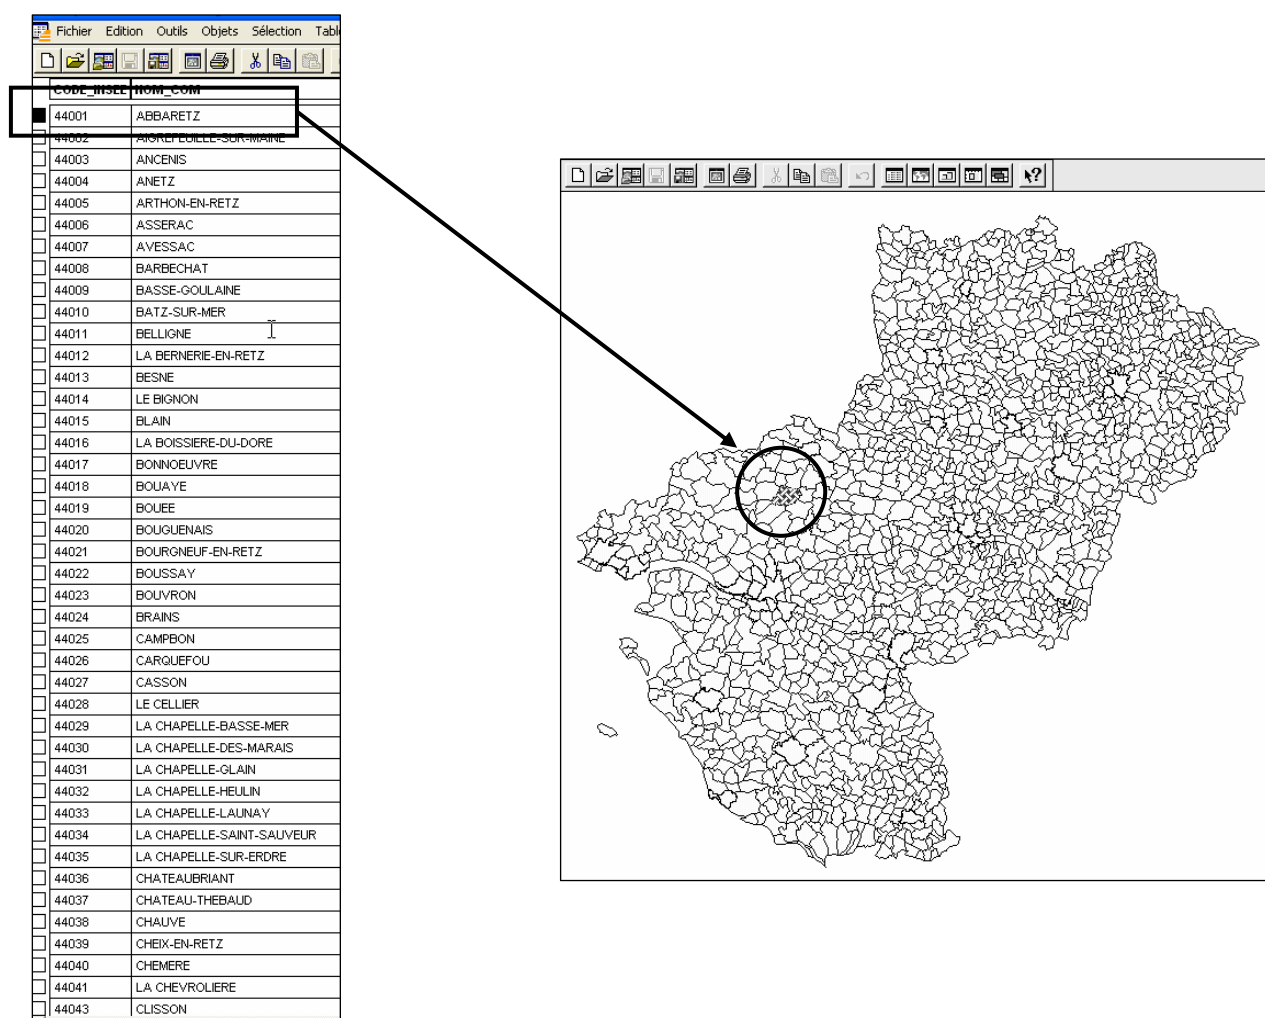 Fichier Edition Outils Objets Sélection Tabl
CODE_INSEE NOM_COM
44001 ABBARETZ
44002 AIGREFEUILLE-SUR-MAINE
44003 ANCENIS
44004 ANETZ
44005 ARTHON-EN-RETZ
44006 ASSERAC
44007 AVESSAC
44008 BARBECHAT
44009 BASSE-GOULAINE
44010 BATZ-SUR-MER
44011 BELLIGNE
44012 LA BERNERIE-EN-RETZ
44013 BESNE
44014 LE BIGNON
44015 BLAIN
44016 LA BOISSIERE-DU-DORE
44017 BONNOEUVRE
44018 BOUAYE
44019 BOUEE
44020 BOUGUENAIS
44021 BOURGNEUF-EN-RETZ
44022 BOUSSAY
44023 BOUVRON
44024 BRAINS
44025 CAMPBON
44026 CARQUEFOU
44027 CASSON
44028 LE CELLIER
44029 LA CHAPELLE-BASSE-MER
44030 LA CHAPELLE-DES-MARAIS
44031 LA CHAPELLE-GLAIN
44032 LA CHAPELLE-HEULIN
44033 LA CHAPELLE-LAUNAY
44034 LA CHAPELLE-SAINT-SAUVEUR
44035 LA CHAPELLE-SUR-ERDRE
44036 CHATEAUBRIANT
44037 CHATEAU-THEBAUD
44038 CHAUVE
44039 CHEIX-EN-RETZ
44040 CHEMERE
44041 LA CHEVROLIERE
44043 CLISSON